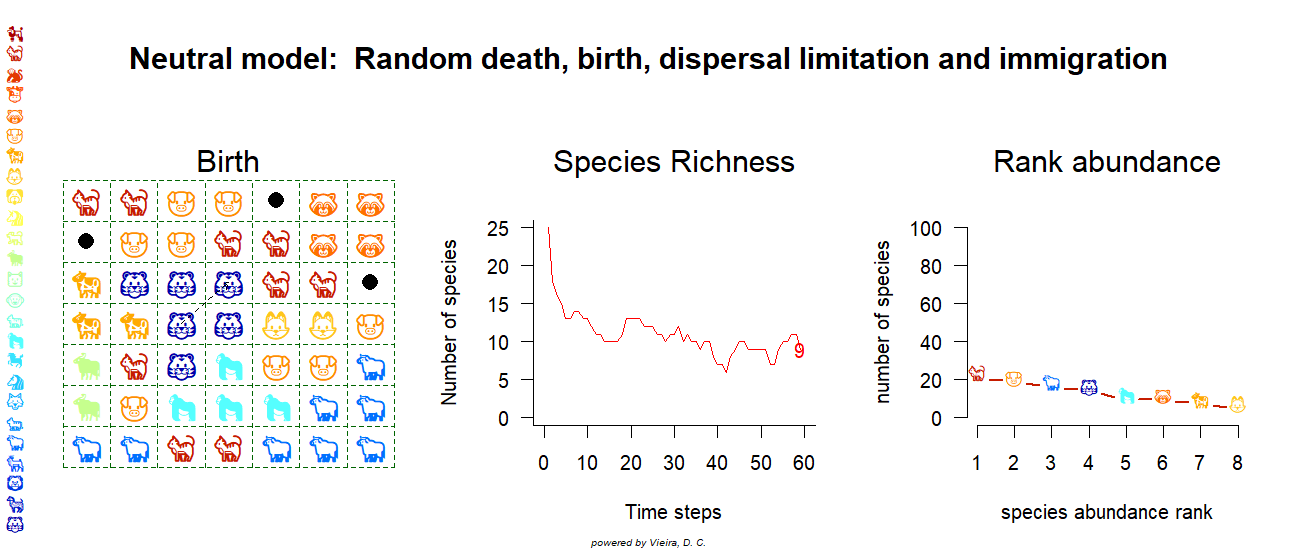 Neutral model:  Random death, birth, dispersal limitation and immigration
Birth
Species Richness
Number of species
25
20
15
10
5
0
9
0 10 20 30 40 50 60
Time steps
Rank abundance
number of species
100
80
60
40
20
0
1 2 3 4 5 6 7 8
species abundance rank
powered by Vieira, D. C.